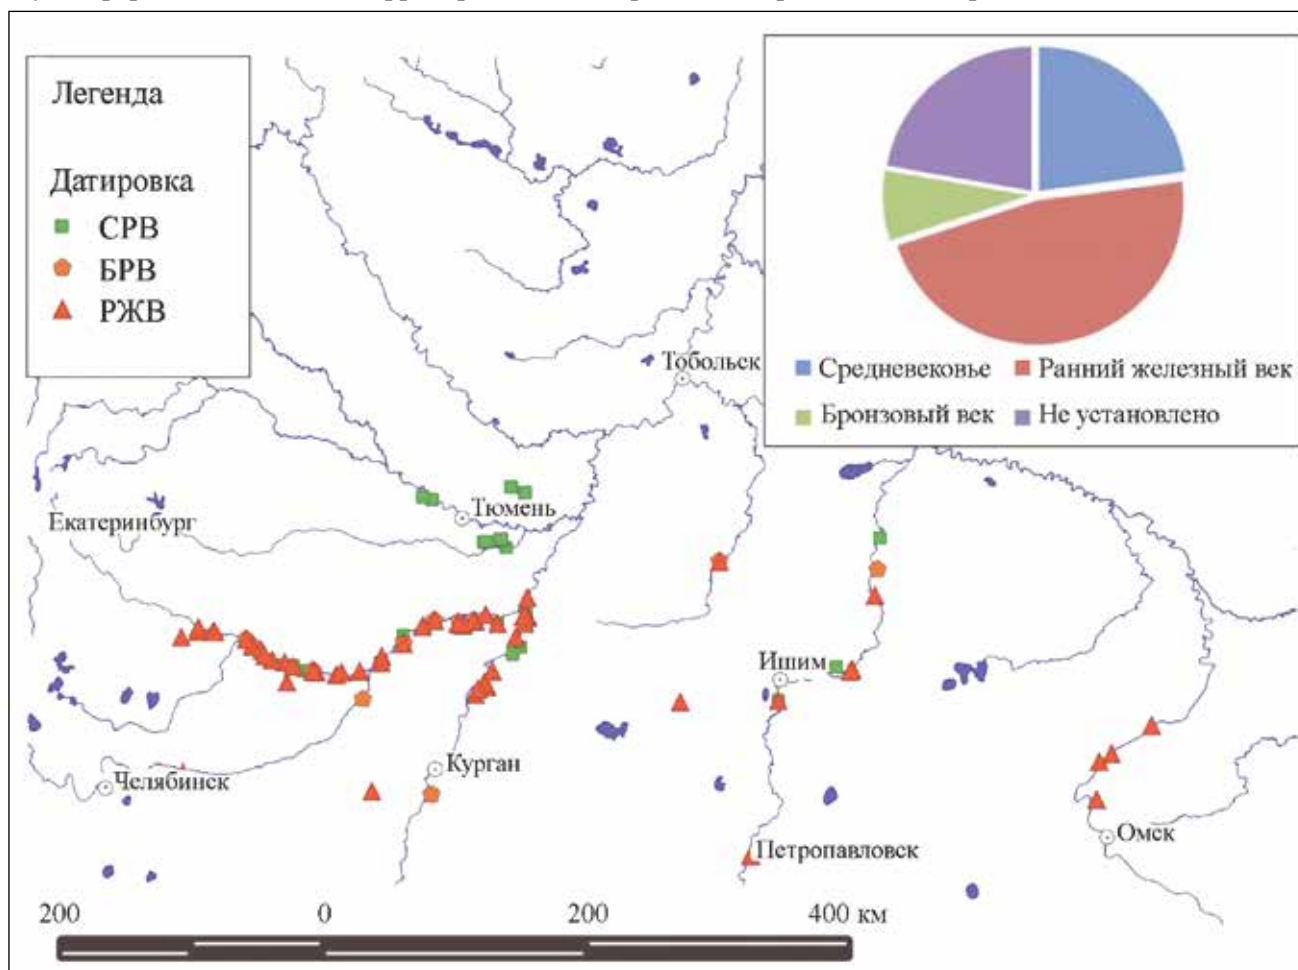 Легенда
Датировка
СРВ
БРВ
РЖВ
Средневековье
Ранний железный век
Бронзовый век
Не установлено
Тобольск
Тюмень
Екатеринбург
Ишим
Курган
Челябинск
Петропавловск
Омск
200 0 200 400 км